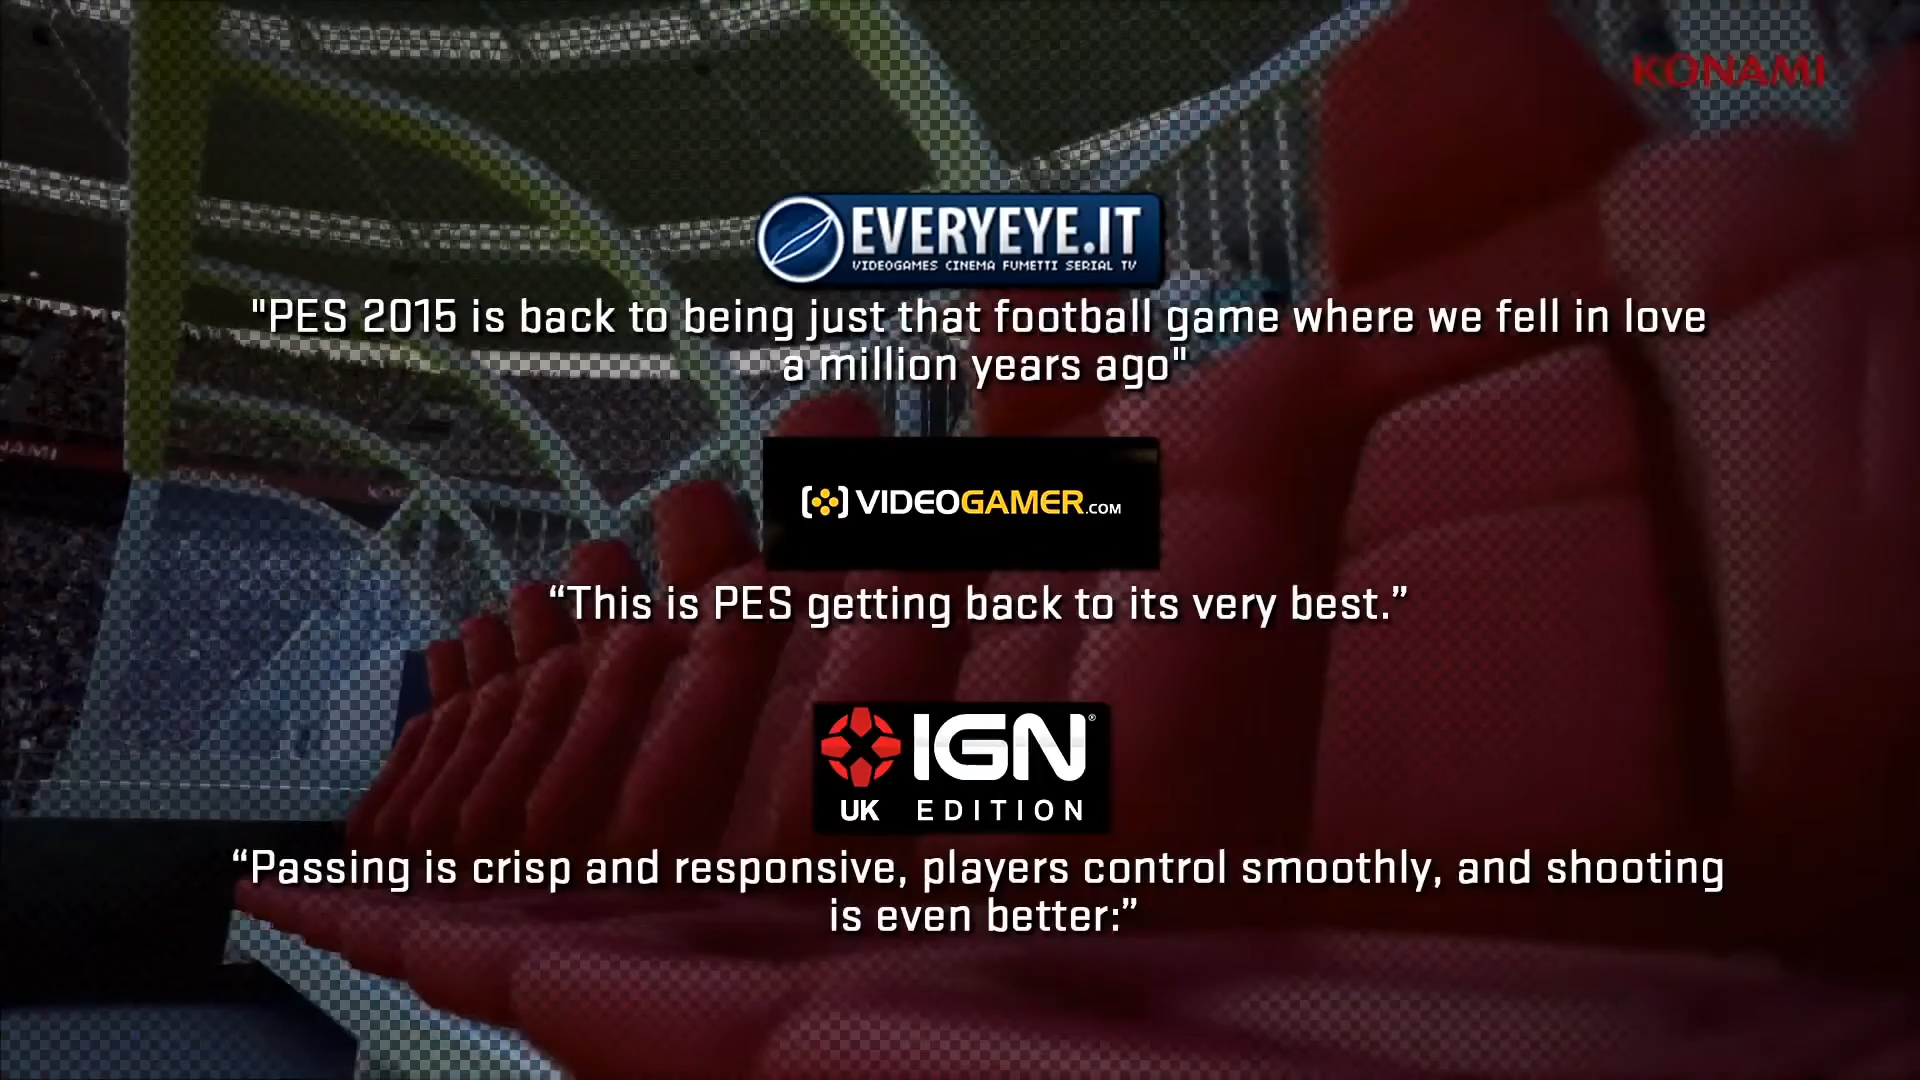 KONAMI
EVERYEYE.IT
VIDEOGAMES CINEMA FUMETTI SERIAL TV
"PES 2015 is back to being just that football game where we fell in love
a million years ago"
VIDEOGAMER.COM
“This is PES getting back to its very best.”
IGN®
UK EDITION
“Passing is crisp and responsive, players control smoothly, and shooting
is even better:”